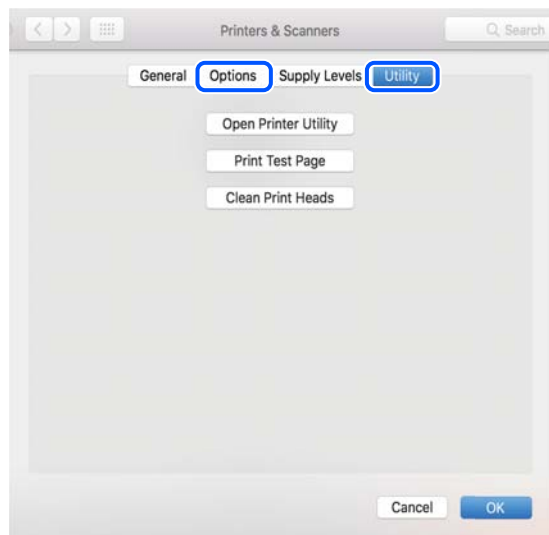 Printers & Scanners Search
General Options Supply Levels Utility
Open Printer Utility
Print Test Page
Clean Print Heads
Cancel OK